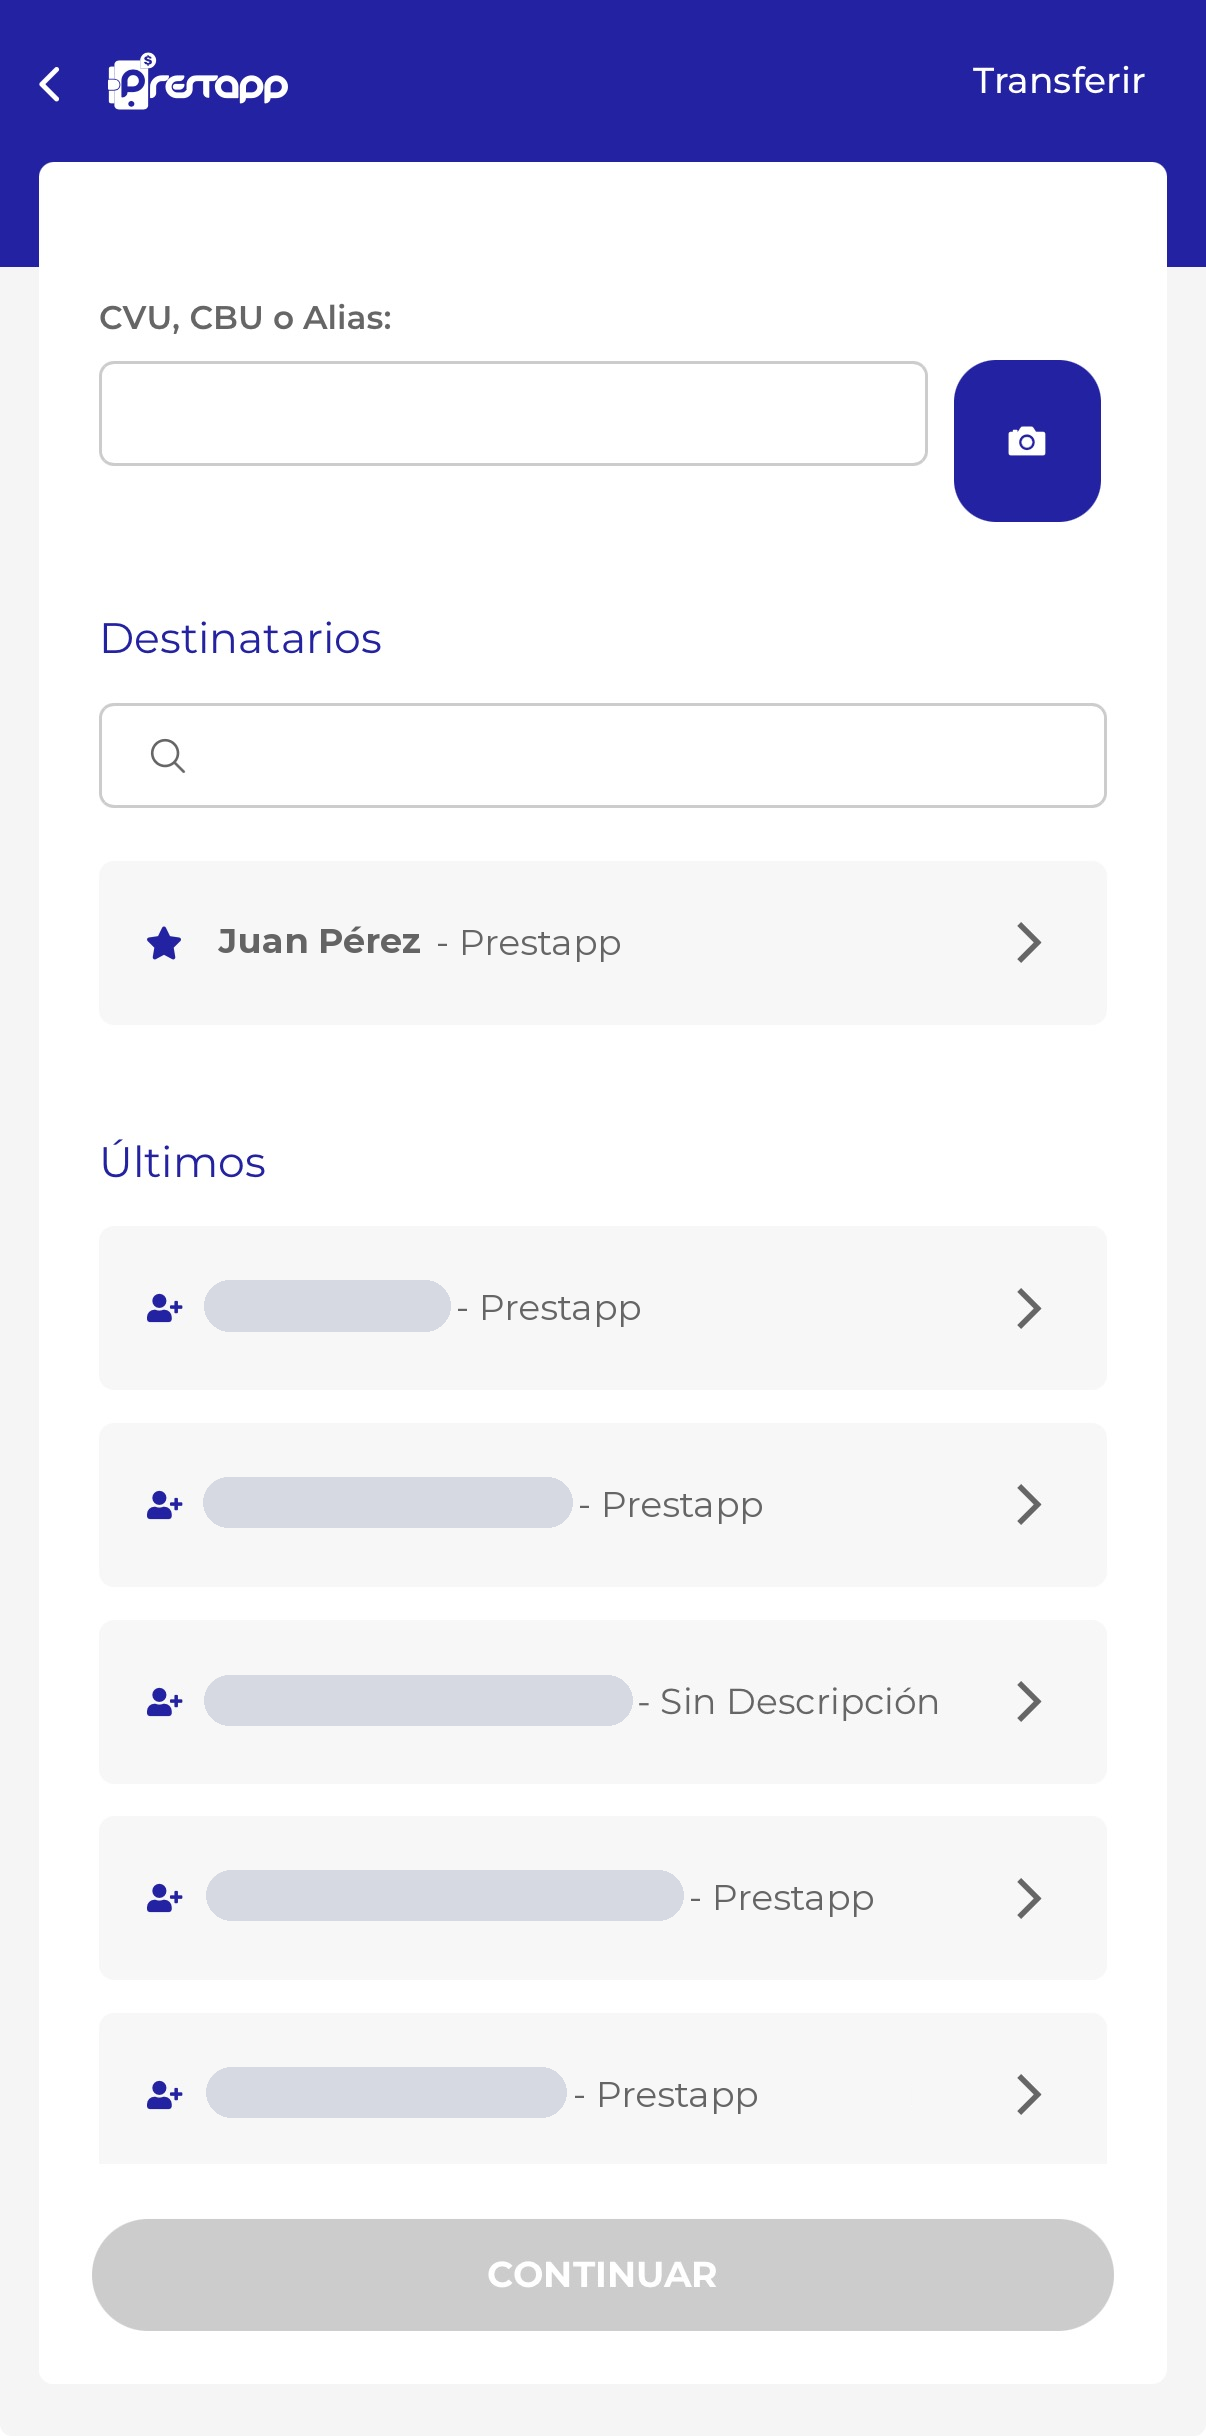 Prestapp
Transferir
CVU, CBU o Alias:
Destinatarios
Juan Pérez - Prestapp
Últimos
- Prestapp
- Prestapp
- Sin Descripción
- Prestapp
- Prestapp
CONTINUAR